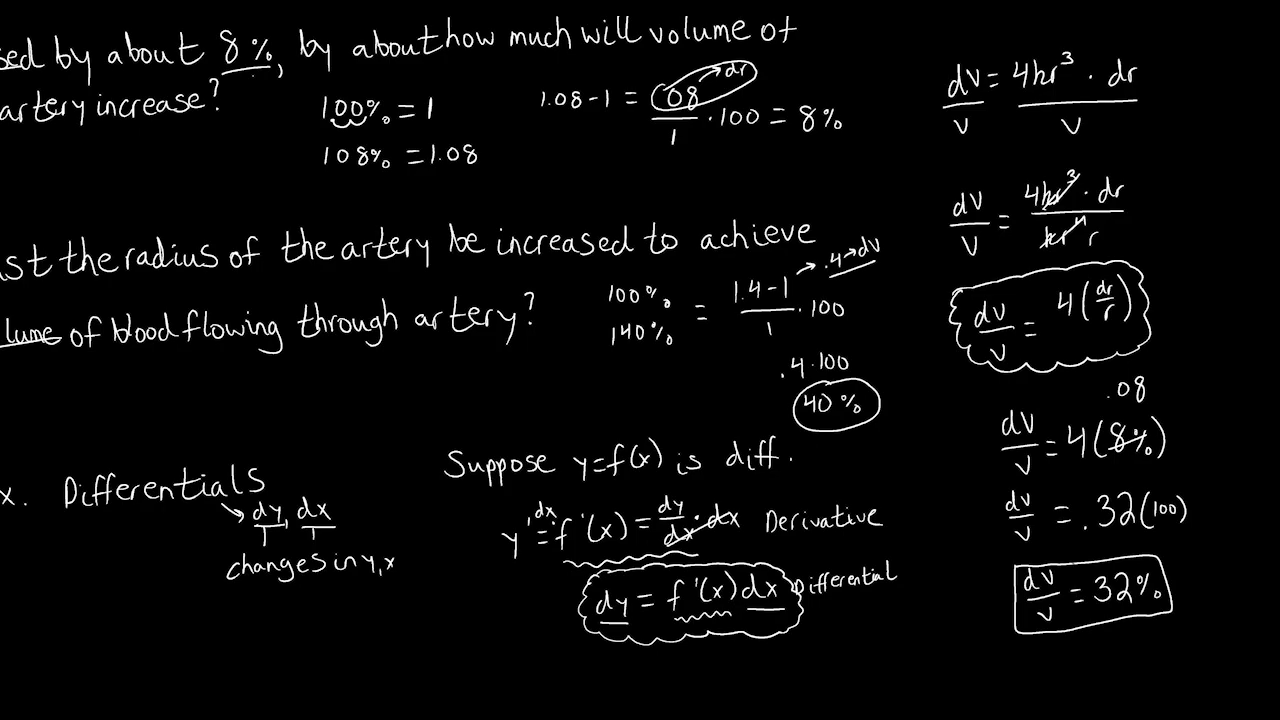 sed by about 8%, by about how much will volume of
artery increase?
100% = 1
108% = 1.08
1.08 - 1 = .08 → dr
.08/1 · 100 = 8%
ust the radius of the artery be increased to achieve
lume of blood flowing through artery?
100%
140%
= (1.4 - 1)/1 · 100
→ .4 → dV
.4 · 100
40%
x. Differentials
dy, dx
changes in y, x
Suppose y = f(x) is diff.
y' = f'(x) = dy/dx · dx Derivative
dx ·
dy = f'(x) dx Differential
dV/V = 4kr³ · dr/V
dV/V = 4kr³ · dr/kr⁴ r
dV/V = 4(dr/r)
.08
dV/V = 4(8%)
dV/V = .32(100)
dV/V = 32%